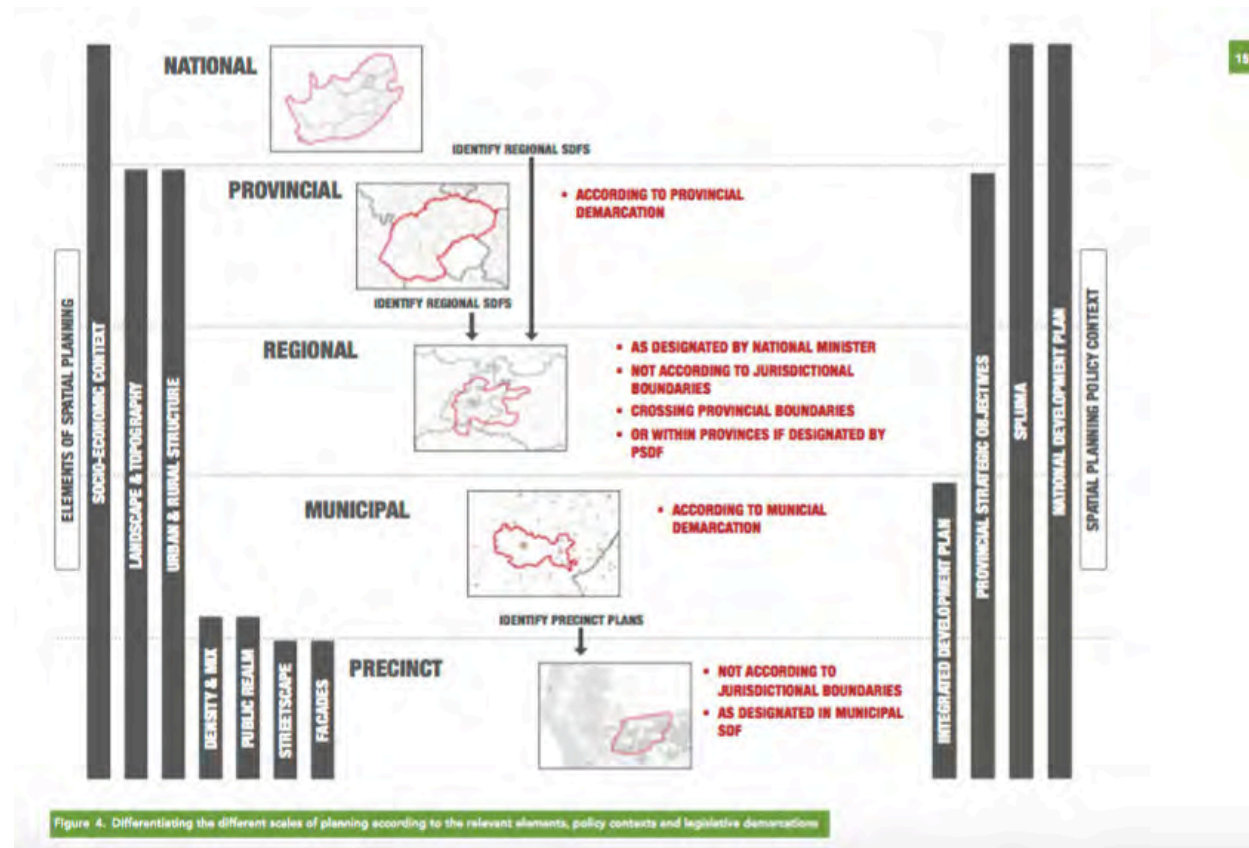 15
NATIONAL
IDENTIFY REGIONAL SDFS
PROVINCIAL
• ACCORDING TO PROVINCIAL
DEMARCATION
IDENTIFY REGIONAL SDFS
REGIONAL
• AS DESIGNATED BY NATIONAL MINISTER
• NOT ACCORDING TO JURISDICTIONAL
BOUNDARIES
• CROSSING PROVINCIAL BOUNDARIES
• OR WITHIN PROVINCES IF DESIGNATED BY
PSDF
MUNICIPAL
• ACCORDING TO MUNICIAL
DEMARCATION
IDENTIFY PRECINCT PLANS
PRECINCT
• NOT ACCORDING TO
JURISDICTIONAL BOUNDARIES
• AS DESIGNATED IN MUNICIPAL
SDF
ELEMENTS OF SPATIAL PLANNING
SOCIO-ECONOMIC CONTEXT
LANDSCAPE & TOPOGRAPHY
URBAN & RURAL STRUCTURE
DENSITY & MIX
PUBLIC REALM
STREETSCAPE
FACADES
INTEGRATED DEVELOPMENT PLAN
PROVINCIAL STRATEGIC OBJECTIVES
SPLUMA
NATIONAL DEVELOPMENT PLAN
SPATIAL PLANNING POLICY CONTEXT
Figure 4. Differentiating the different scales of planning according to the relevant elements, policy contexts and legislative demarcations